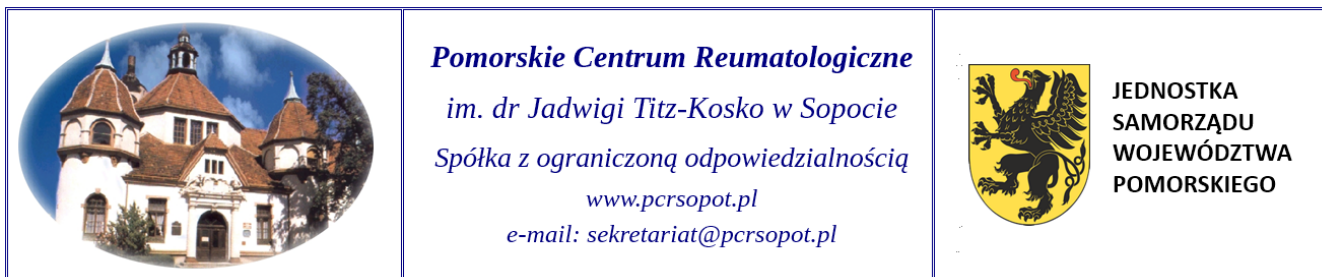 Pomorskie Centrum Reumatologiczne
im. dr Jadwigi Titz-Kosko w Sopocie
Spółka z ograniczoną odpowiedzialnością
www.pcrsopot.pl
e-mail: sekretariat@pcrsopot.pl
JEDNOSTKA
SAMORZĄDU
WOJEWÓDZTWA
POMORSKIEGO